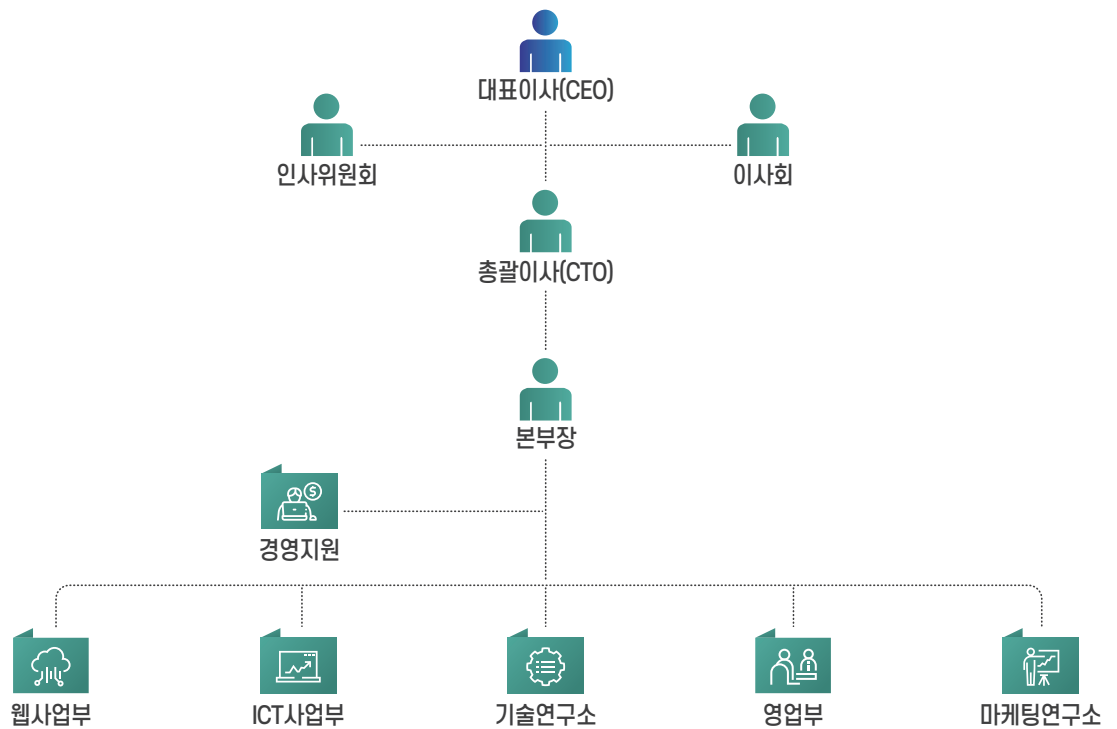 대표이사(CEO)
인사위원회
이사회
총괄이사(CTO)
본부장
$
경영지원
웹사업부
ICT사업부
기술연구소
영업부
마케팅연구소